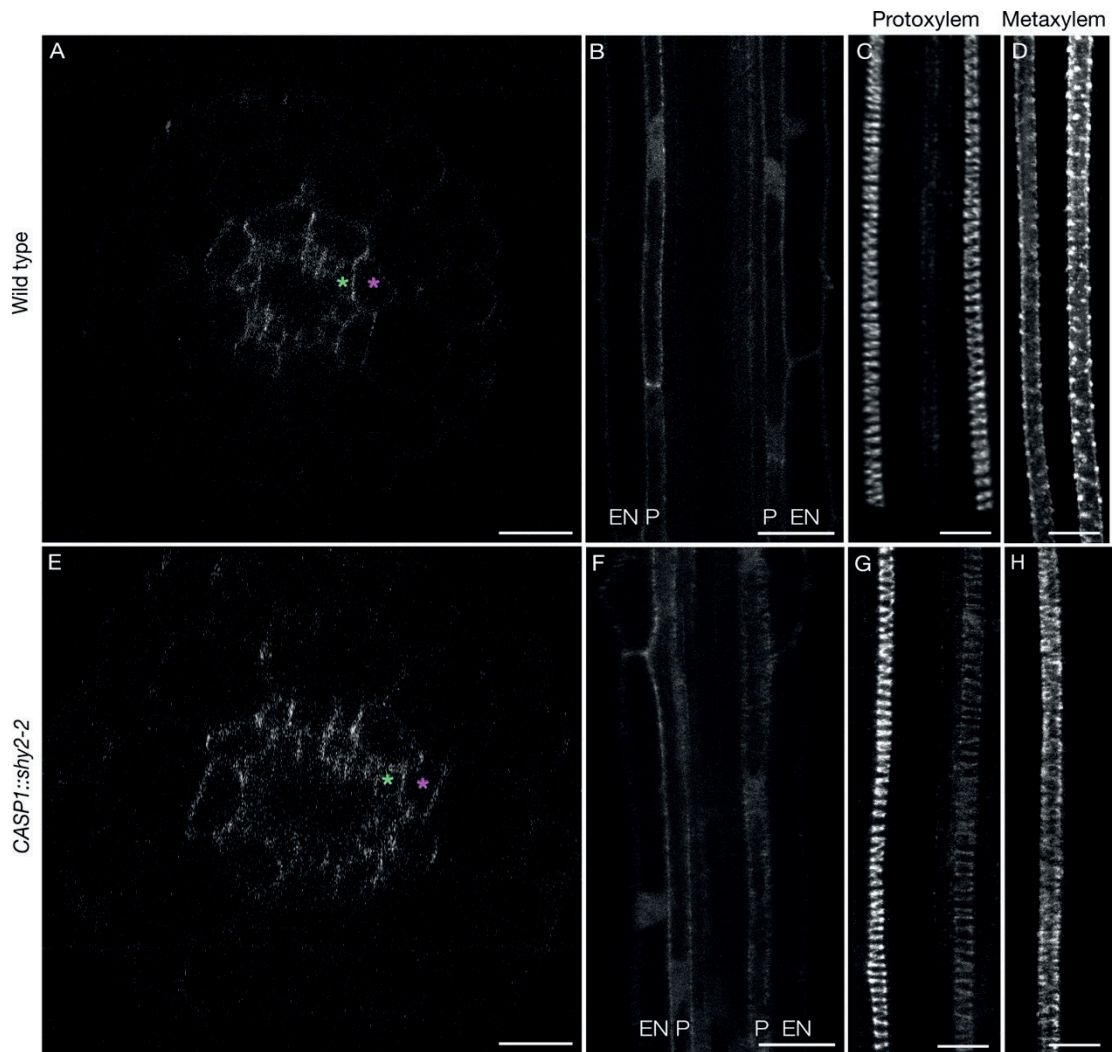 Protoxylem Metaxylem
A B C D
Wild type
EN P P EN
E F G H
CASP1::shy2-2
EN P P EN